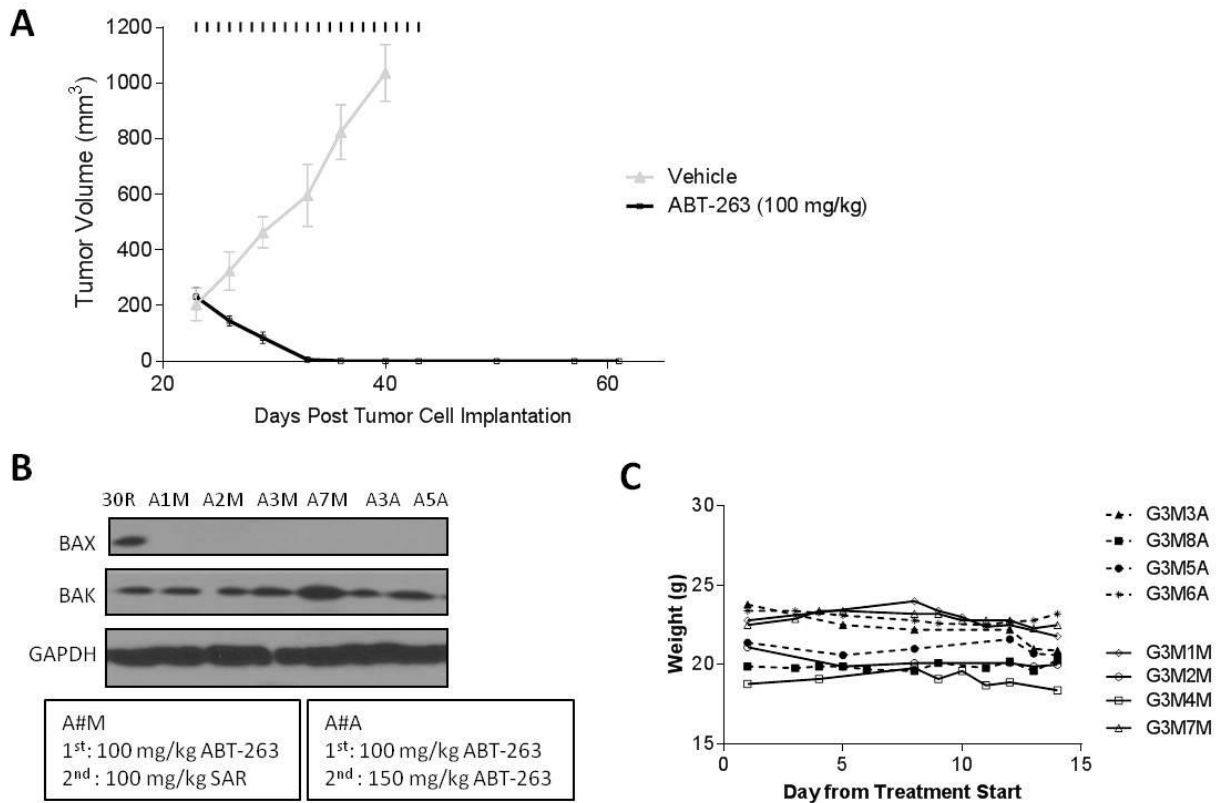 A
1200
1000
800
600
400
200
0
Tumor Volume (mm³)
20
40
60
Days Post Tumor Cell Implantation
Vehicle
ABT-263 (100 mg/kg)
B
30R A1M A2M A3M A7M A3A A5A
BAX
BAK
GAPDH
A#M
1st: 100 mg/kg ABT-263
2nd : 100 mg/kg SAR
A#A
1st: 100 mg/kg ABT-263
2nd : 150 mg/kg ABT-263
C
30
25
20
15
Weight (g)
0
5
10
15
Day from Treatment Start
G3M3A
G3M8A
G3M5A
G3M6A
G3M1M
G3M2M
G3M4M
G3M7M